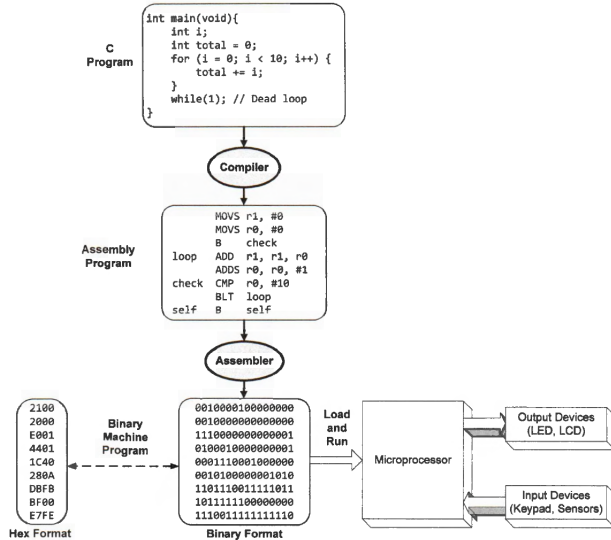 int main(void){
int i;
int total = 0;
for (i = 0; i < 10; i++) {
total += i;
}
while(1); // Dead loop
}
C
Program
Compiler
MOVS r1, #0
MOVS r0, #0
B check
loop ADD r1, r1, r0
ADDS r0, r0, #1
check CMP r0, #10
BLT loop
self B self
Assembly
Program
Assembler
2100
2000
E001
4401
1C40
280A
DBFB
BF00
E7FE
Hex Format
Binary
Machine
Program
0010000100000000
0010000000000000
1110000000000001
0100010000000001
0001110001000000
0010100000001010
1101110011111011
1011111100000000
1110011111111110
Binary Format
Load
and
Run
Microprocessor
Output Devices
(LED, LCD)
Input Devices
(Keypad, Sensors)